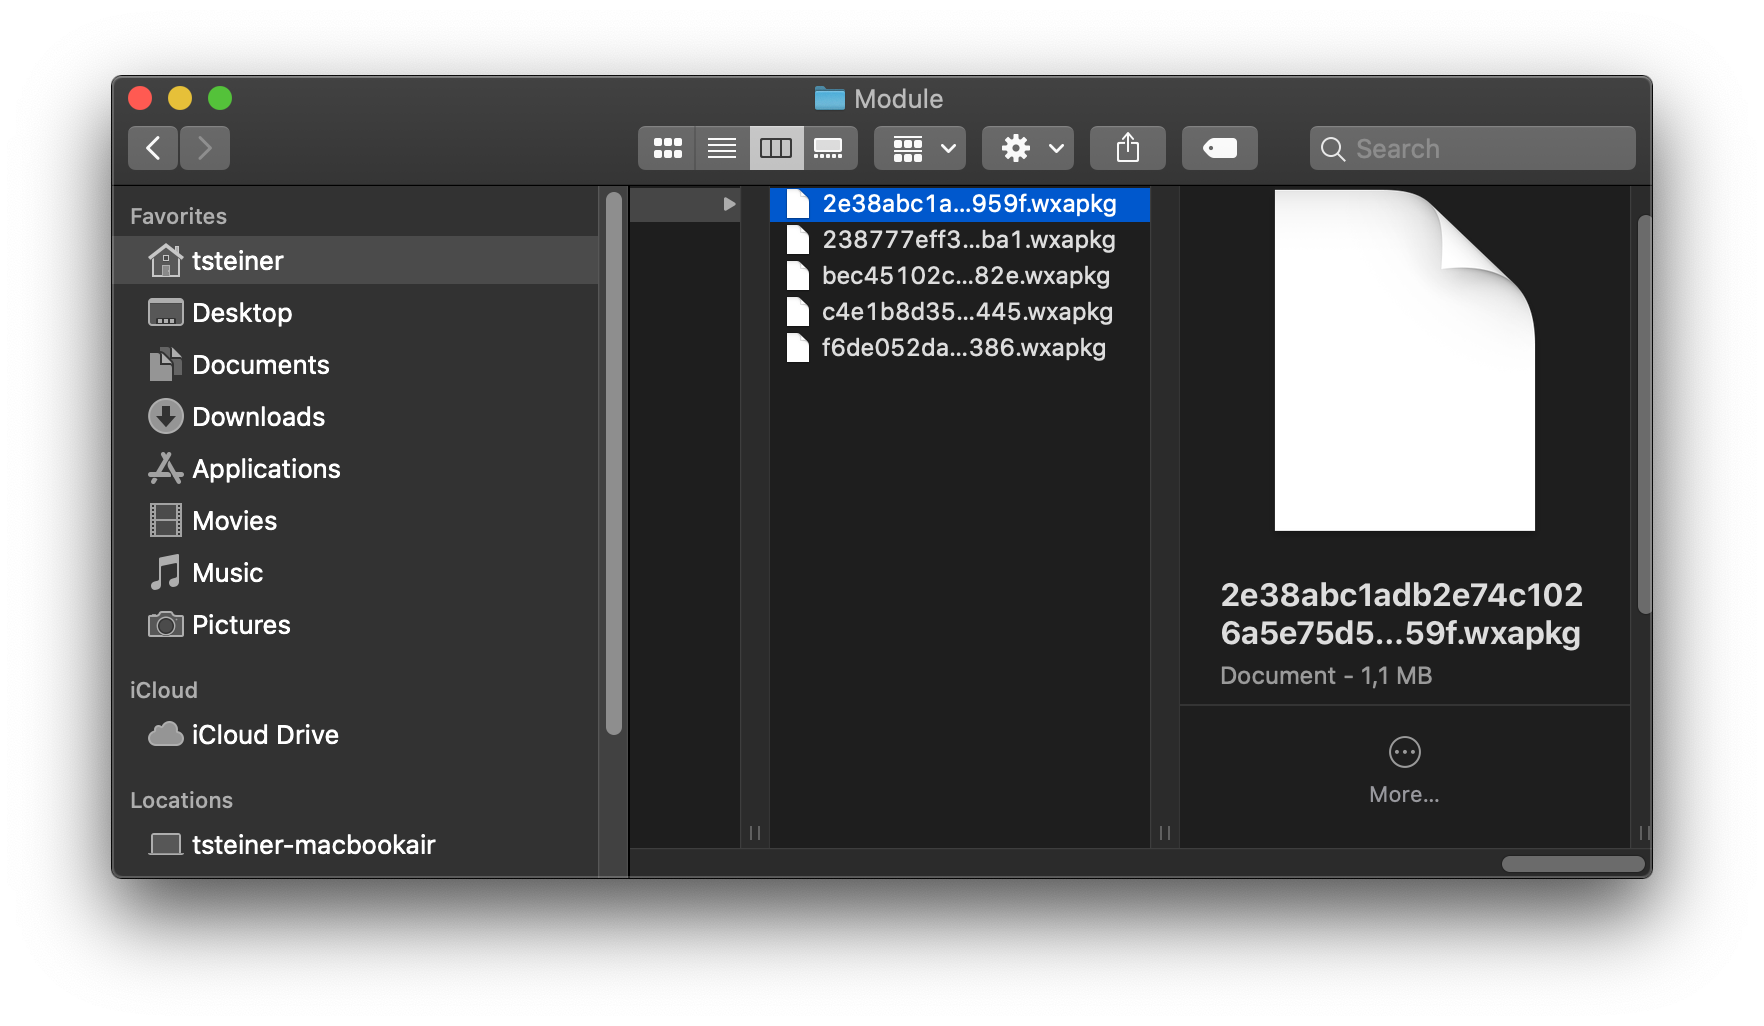 Module
Search
Favorites
tsteiner
Desktop
Documents
Downloads
Applications
Movies
Music
Pictures
iCloud
iCloud Drive
Locations
tsteiner-macbookair
2e38abc1a...959f.wxapkg
238777eff3...ba1.wxapkg
bec45102c...82e.wxapkg
c4e1b8d35...445.wxapkg
f6de052da...386.wxapkg
2e38abc1adb2e74c102
6a5e75d5...59f.wxapkg
Document - 1,1 MB
More...